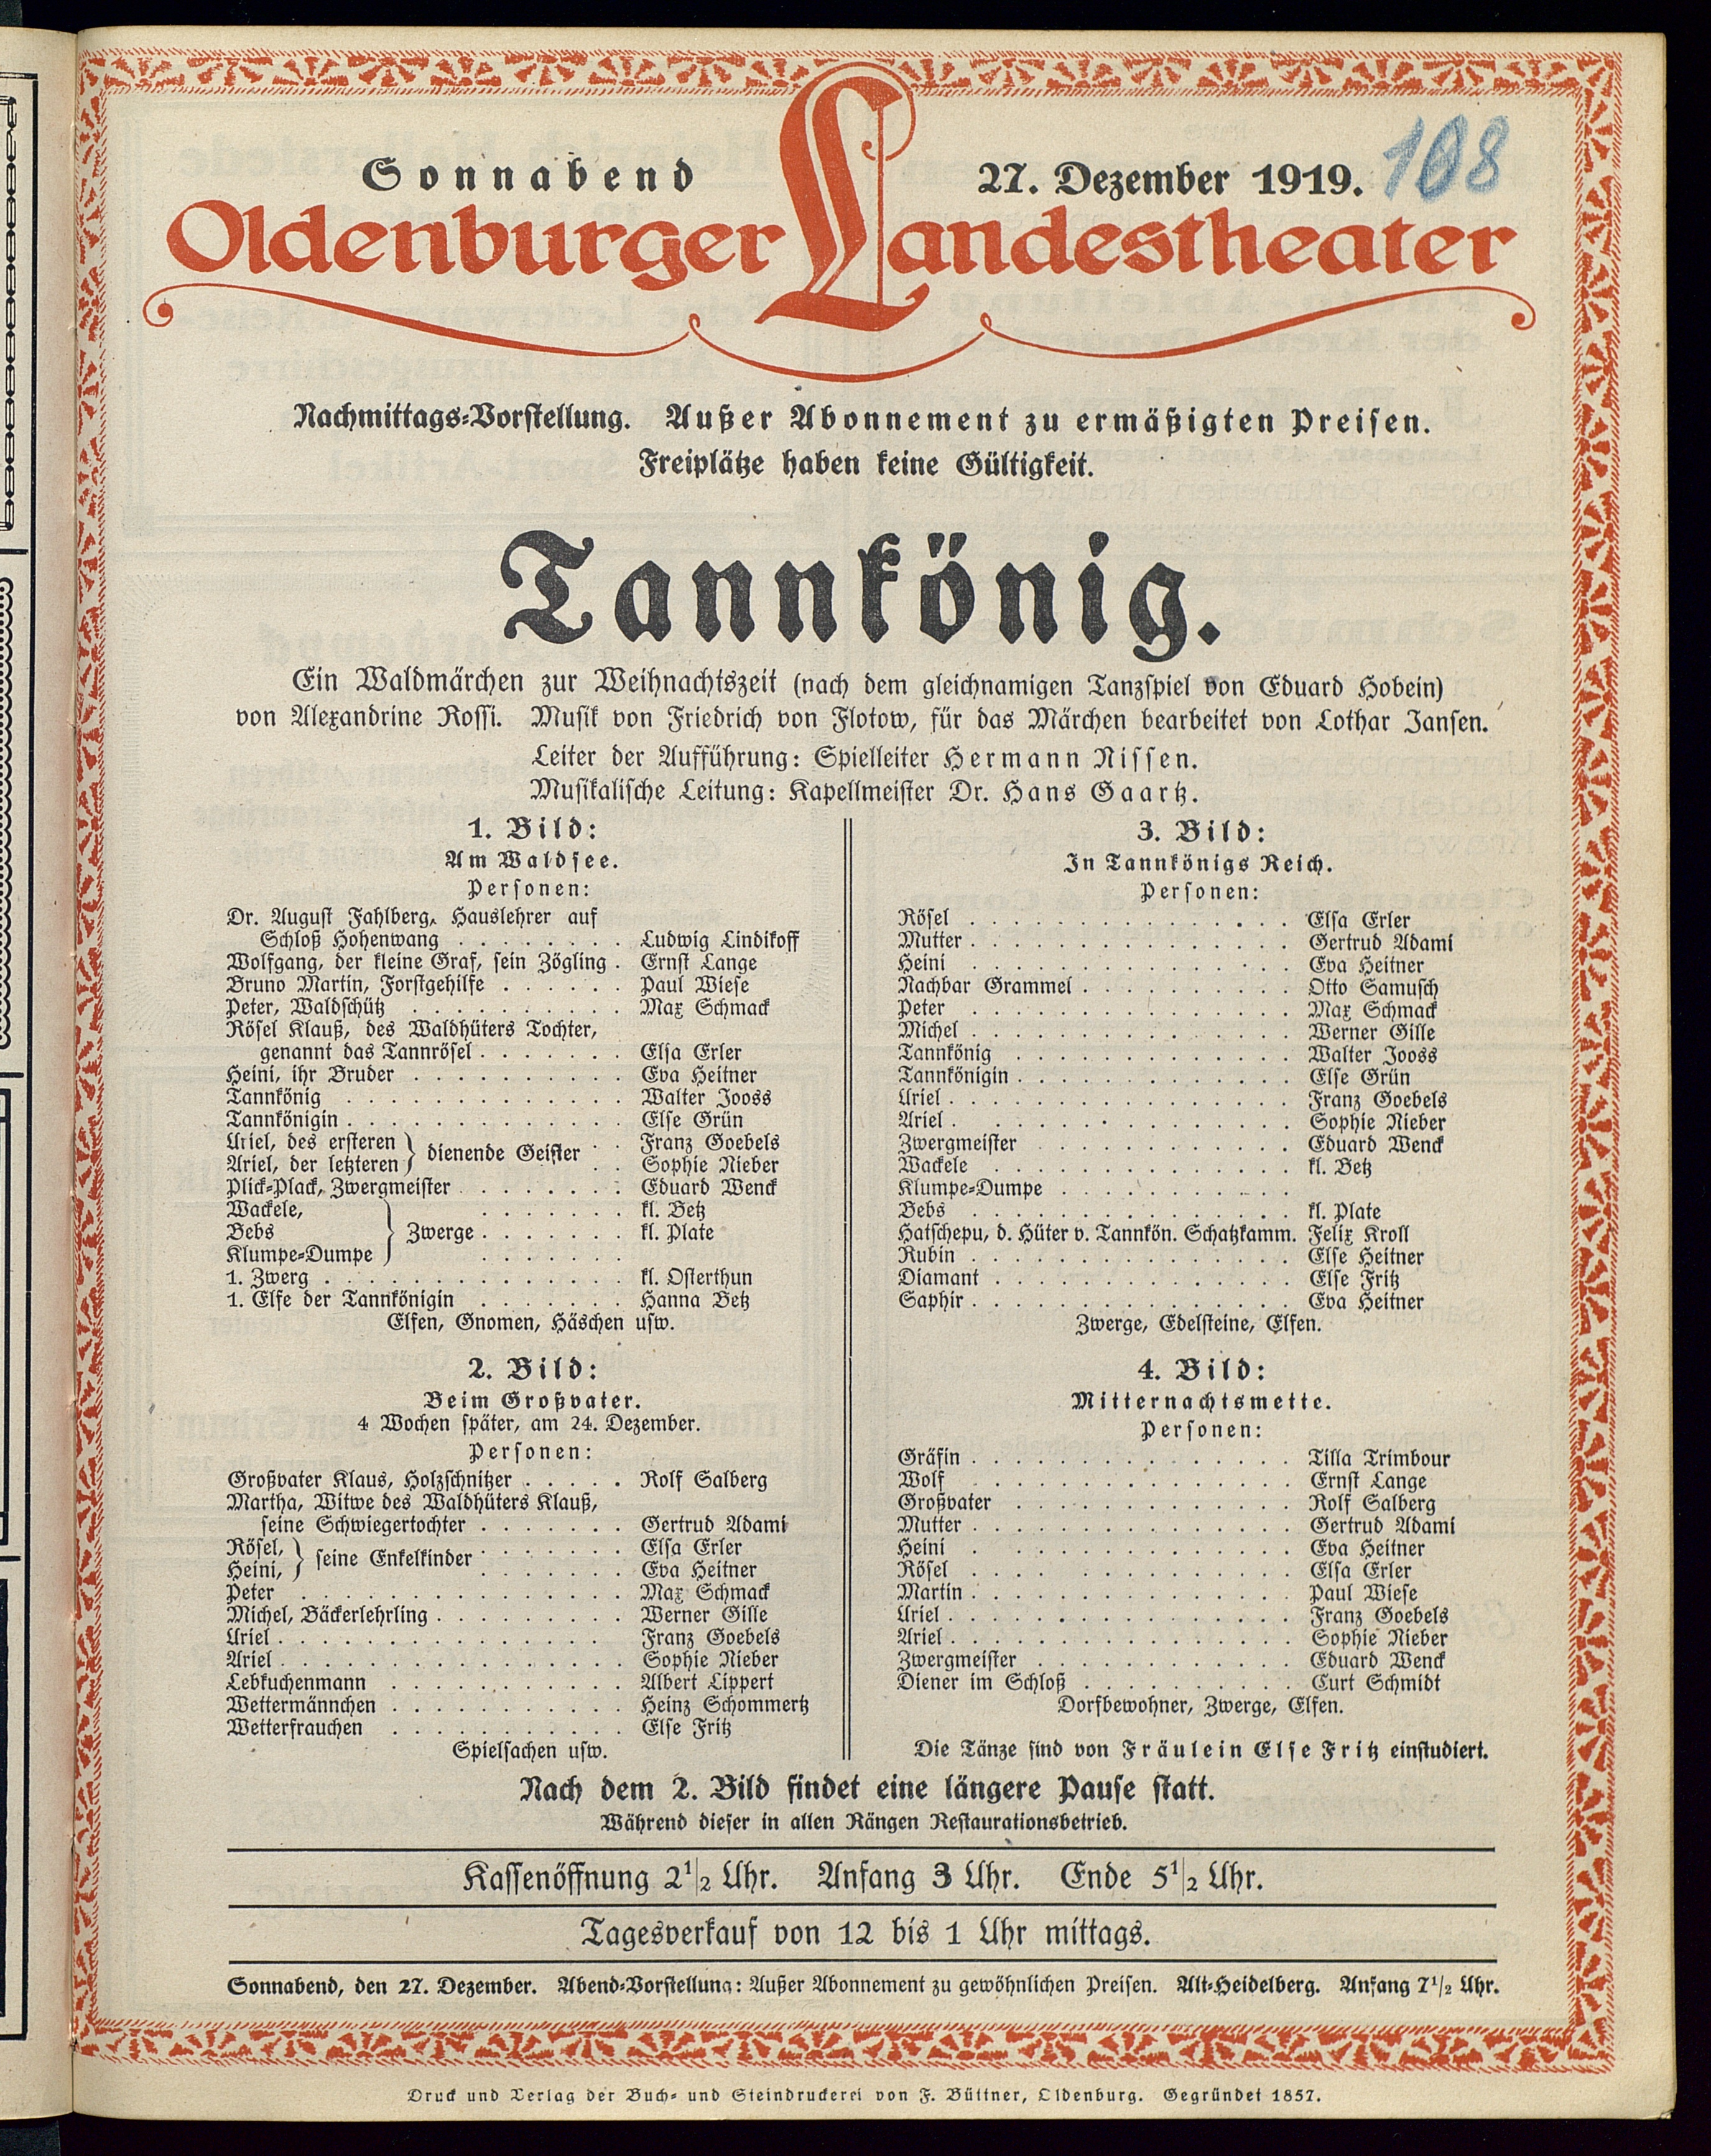 Sonnabend 27. Dezember 1919. 108
Oldenburger Landestheater
Nachmittags-Vorstellung. Außer Abonnement zu ermäßigten Preisen.
Freiplätze haben keine Gültigkeit.
Tannkönig.
Ein Waldmärchen zur Weihnachtszeit (nach dem gleichnamigen Tanzspiel von Eduard Hobein)
von Alexandrine Rossi. Musik von Friedrich von Flotow, für das Märchen bearbeitet von Lothar Jansen.
Leiter der Aufführung: Spielleiter Hermann Nissen.
Musikalische Leitung: Kapellmeister Dr. Hans Gaartz.
1. Bild:
Am Waldsee.
Personen:
Dr. August Fahlberg, Hauslehrer auf
Schloß Hohenwang . . . . . . . . Ludwig Lindikoff
Wolfgang, der kleine Graf, sein Zögling . Ernst Lange
Bruno Martin, Forstgehilfe . . . . . . Paul Wiese
Peter, Waldschütz . . . . . . . . . . Max Schmack
Rösel Klauß, des Waldhüters Tochter,
genannt das Tannrösel . . . . . . . Elsa Erler
Heini, ihr Bruder . . . . . . . . . . Eva Heitner
Tannkönig . . . . . . . . . . . . . Walter Jooss
Tannkönigin . . . . . . . . . . . . . Else Grün
Uriel, des ersteren } dienende Geister . . Franz Goebels
Ariel, der letzteren } . . Sophie Nieber
Plick-Plack, Zwergmeister . . . . . . . . Eduard Wenck
Wackele, . . . . . . . kl. Betz
Bebs } Zwerge . . . . . . . kl. Plate
Klumpe-Dumpe . . . . . . .
1. Zwerg . . . . . . . . . . . . . . kl. Osterthun
1. Elfe der Tannkönigin . . . . . . . Hanna Betz
Elfen, Gnomen, Häschen usw.
2. Bild:
Beim Großvater.
4 Wochen später, am 24. Dezember.
Personen:
Großvater Klaus, Holzschnitzer . . . . . Rolf Salberg
Martha, Witwe des Waldhüters Klauß,
seine Schwiegertochter . . . . . . . Gertrud Adami
Rösel, } seine Enkelkinder . . . . . . . Elsa Erler
Heini, } . . . . . . . Eva Heitner
Peter . . . . . . . . . . . . . . . Max Schmack
Michel, Bäckerlehrling . . . . . . . . . Werner Gille
Uriel . . . . . . . . . . . . . . . Franz Goebels
Ariel . . . . . . . . . . . . . . . . Sophie Nieber
Lebkuchenmann . . . . . . . . . . . Albert Lippert
Wettermännchen . . . . . . . . . . . Heinz Schommertz
Wetterfrauchen . . . . . . . . . . . Else Fritz
Spielsachen usw.
3. Bild:
In Tannkönigs Reich.
Personen:
Rösel . . . . . . . . . . . . . . . Elsa Erler
Mutter . . . . . . . . . . . . . . . Gertrud Adami
Heini . . . . . . . . . . . . . . . Eva Heitner
Nachbar Grammel . . . . . . . . . . Otto Samusch
Peter . . . . . . . . . . . . . . . Max Schmack
Michel . . . . . . . . . . . . . . . Werner Gille
Tannkönig . . . . . . . . . . . . . Walter Jooss
Tannkönigin . . . . . . . . . . . . . Else Grün
Uriel . . . . . . . . . . . . . . . . Franz Goebels
Ariel . . . . . . . . . . . . . . . . Sophie Nieber
Zwergmeister . . . . . . . . . . . . Eduard Wenck
Wackele . . . . . . . . . . . . . . kl. Betz
Klumpe-Dumpe . . . . . . . . . . .
Bebs . . . . . . . . . . . . . . . kl. Plate
Hatschepu, d. Hüter v. Tannkön. Schatzkamm. Felix Kroll
Rubin . . . . . . . . . . . . . . . Else Heitner
Diamant . . . . . . . . . . . . . . Else Fritz
Saphir . . . . . . . . . . . . . . . Eva Heitner
Zwerge, Edelsteine, Elfen.
4. Bild:
Mitternachtsmette.
Personen:
Gräfin . . . . . . . . . . . . . . . Tilla Trimbour
Wolf . . . . . . . . . . . . . . . Ernst Lange
Großvater . . . . . . . . . . . . . Rolf Salberg
Mutter . . . . . . . . . . . . . . . Gertrud Adami
Heini . . . . . . . . . . . . . . . Eva Heitner
Rösel . . . . . . . . . . . . . . . Elsa Erler
Martin . . . . . . . . . . . . . . . Paul Wiese
Uriel . . . . . . . . . . . . . . . . Franz Goebels
Ariel . . . . . . . . . . . . . . . . Sophie Nieber
Zwergmeister . . . . . . . . . . . . Eduard Wenck
Diener im Schloß . . . . . . . . . . Curt Schmidt
Dorfbewohner, Zwerge, Elfen.
Die Tänze sind von Fräulein Else Fritz einstudiert.
Nach dem 2. Bild findet eine längere Pause statt.
Während dieser in allen Rängen Restaurationsbetrieb.
Kassenöffnung 2 1/2 Uhr. Anfang 3 Uhr. Ende 5 1/2 Uhr.
Tagesverkauf von 12 bis 1 Uhr mittags.
Sonnabend, den 27. Dezember. Abend-Vorstellung: Außer Abonnement zu gewöhnlichen Preisen. Alt-Heidelberg. Anfang 7 1/2 Uhr.
Druck und Verlag der Buch- und Steindruckerei von F. Büttner, Oldenburg. Gegründet 1857.